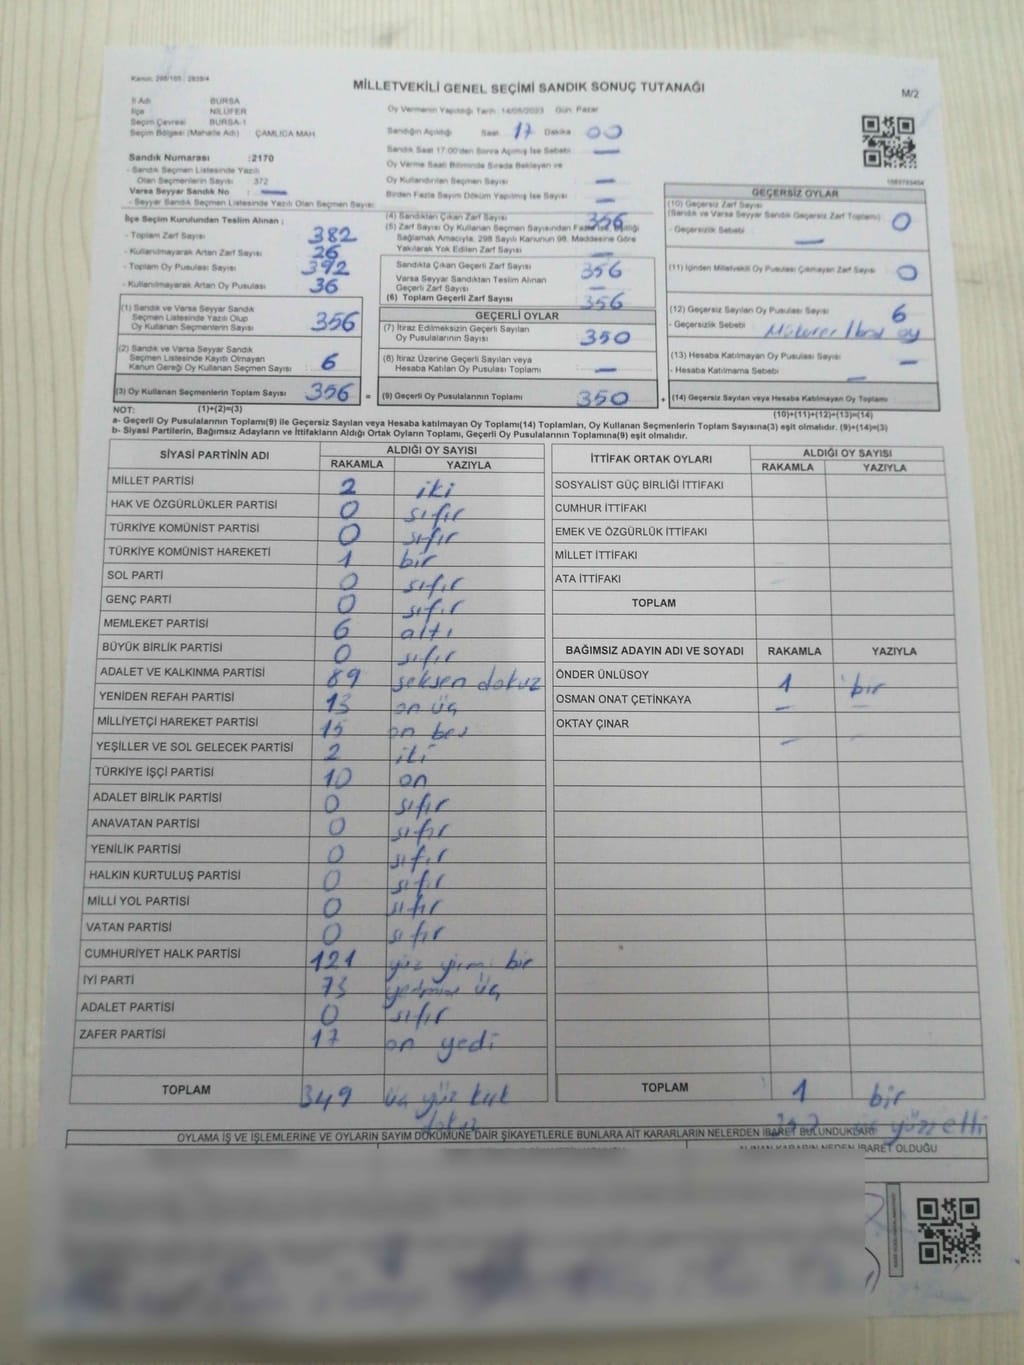 Kanun: 298/105 : 2839/4
MİLLETVEKİLİ GENEL SEÇİMİ SANDIK SONUÇ TUTANAĞI
M/2
İl Adı BURSA
İlçe NİLÜFER
Seçim Çevresi BURSA-1
Seçim Bölgesi (Mahalle Adı) ÇAMLICA MAH
Sandık Numarası :2170
- Sandık Seçmen Listesinde Yazılı
Olan Seçmenlerin Sayısı 372
Varsa Seyyar Sandık No : —
- Seyyar Sandık Seçmen Listesinde Yazılı Olan Seçmen Sayısı:
Oy Vermenin Yapıldığı Tarih: 14/05/2023 Gün: Pazar
Sandığın Açıldığı Saat 17 Dakika 00
Sandık Saat 17:00'den Sonra Açılmış İse Sebebi —
Oy Verme Saati Bitiminde Sırada Bekleyen ve
Oy Kullandırılan Seçmen Sayısı —
Birden Fazla Sayım Döküm Yapılmış İse Sayısı —
İlçe Seçim Kurulundan Teslim Alınan ;
- Toplam Zarf Sayısı 382
- Kullanılmayarak Artan Zarf Sayısı 26
- Toplam Oy Pusulası Sayısı 392
- Kullanılmayarak Artan Oy Pusulası 36
(1) Sandık ve Varsa Seyyar Sandık
Seçmen Listesinde Yazılı Olup
Oy Kullanan Seçmenlerin Sayısı 356
(2) Sandık ve Varsa Seyyar Sandık
Seçmen Listesinde Kayıtlı Olmayan
Kanun Gereği Oy Kullanan Seçmen Sayısı 6
(3) Oy Kullanan Seçmenlerin Toplam Sayısı 356 =
(4) Sandıktan Çıkan Zarf Sayısı 356
(5) Zarf Sayısı Oy Kullanan Seçmen Sayısından Fazla İse, Eşitliği
Sağlamak Amacıyla, 298 Sayılı Kanunun 98. Maddesine Göre
Yakılarak Yok Edilen Zarf Sayısı —
Sandıkta Çıkan Geçerli Zarf Sayısı 356
Varsa Seyyar Sandıktan Teslim Alınan
Geçerli Zarf Sayısı —
(6) Toplam Geçerli Zarf Sayısı 356
GEÇERLİ OYLAR
(7) İtiraz Edilmeksizin Geçerli Sayılan
Oy Pusulalarının Sayısı 350
(8) İtiraz Üzerine Geçerli Sayılan veya
Hesaba Katılan Oy Pusulası Toplamı —
(9) Geçerli Oy Pusulalarının Toplamı 350 +
GEÇERSİZ OYLAR
(10) Geçersiz Zarf Sayısı
(Sandık ve Varsa Seyyar Sandık Geçersiz Zarf Toplamı) 0
- Geçersizlik Sebebi —
(11) İçinden Milletvekili Oy Pusulası Çıkmayan Zarf Sayısı 0
(12) Geçersiz Sayılan Oy Pusulası Sayısı 6
- Geçersizlik Sebebi oy
(13) Hesaba Katılmayan Oy Pusulası Sayısı —
- Hesaba Katılmama Sebebi —
(14) Geçersiz Sayılan veya Hesaba Katılmayan Oy Toplamı
NOT: (1)+(2)=(3) (10)+(11)+(12)+(13)=(14)
a- Geçerli Oy Pusulalarının Toplamı(9) ile Geçersiz Sayılan veya Hesaba katılmayan Oy Toplamı(14) Toplamları, Oy Kullanan Seçmenlerin Toplam Sayısına(3) eşit olmalıdır. (9)+(14)=(3)
b- Siyasi Partilerin, Bağımsız Adayların ve İttifakların Aldığı Ortak Oyların Toplamı, Geçerli Oy Pusulalarının Toplamına(9) eşit olmalıdır.
SİYASİ PARTİNİN ADI ALDIĞI OY SAYISI
RAKAMLA YAZIYLA
MİLLET PARTİSİ 2 iki
HAK VE ÖZGÜRLÜKLER PARTİSİ 0 sıfır
TÜRKİYE KOMÜNİST PARTİSİ 0 sıfır
TÜRKİYE KOMÜNİST HAREKETİ 1 bir
SOL PARTİ 0 sıfır
GENÇ PARTİ 0 sıfır
MEMLEKET PARTİSİ 6 altı
BÜYÜK BİRLİK PARTİSİ 0 sıfır
ADALET VE KALKINMA PARTİSİ 89 seksen dokuz
YENİDEN REFAH PARTİSİ 13 on üç
MİLLİYETÇİ HAREKET PARTİSİ 15 on beş
YEŞİLLER VE SOL GELECEK PARTİSİ 2 iki
TÜRKİYE İŞÇİ PARTİSİ 10 on
ADALET BİRLİK PARTİSİ 0 sıfır
ANAVATAN PARTİSİ 0 sıfır
YENİLİK PARTİSİ 0 sıfır
HALKIN KURTULUŞ PARTİSİ 0 sıfır
MİLLİ YOL PARTİSİ 0 sıfır
VATAN PARTİSİ 0 sıfır
CUMHURİYET HALK PARTİSİ 121 yüz yirmi bir
İYİ PARTİ 73 yetmiş üç
ADALET PARTİSİ 0 sıfır
ZAFER PARTİSİ 17 on yedi
TOPLAM 349 üç yüz kırk
dokuz
İTTİFAK ORTAK OYLARI ALDIĞI OY SAYISI
RAKAMLA YAZIYLA
SOSYALİST GÜÇ BİRLİĞİ İTTİFAKI
CUMHUR İTTİFAKI
EMEK VE ÖZGÜRLÜK İTTİFAKI
MİLLET İTTİFAKI
ATA İTTİFAKI
TOPLAM
BAĞIMSIZ ADAYIN ADI VE SOYADI RAKAMLA YAZIYLA
ÖNDER ÜNLÜSOY 1 bir
OSMAN ONAT ÇETİNKAYA — —
OKTAY ÇINAR — —
TOPLAM 1 bir
üç yüz elli
OYLAMA İŞ VE İŞLEMLERİNE VE OYLARIN SAYIM DÖKÜMÜNE DAİR ŞİKAYETLERLE BUNLARA AİT KARARLARIN NELERDEN İBARET BULUNDUKLARI
ALINAN KARARIN NEDEN İBARET OLDUĞU